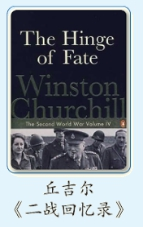 The Hinge
of Fate
Winston
Churchill
The Second World War Volume IV
丘吉尔
《二战回忆录》